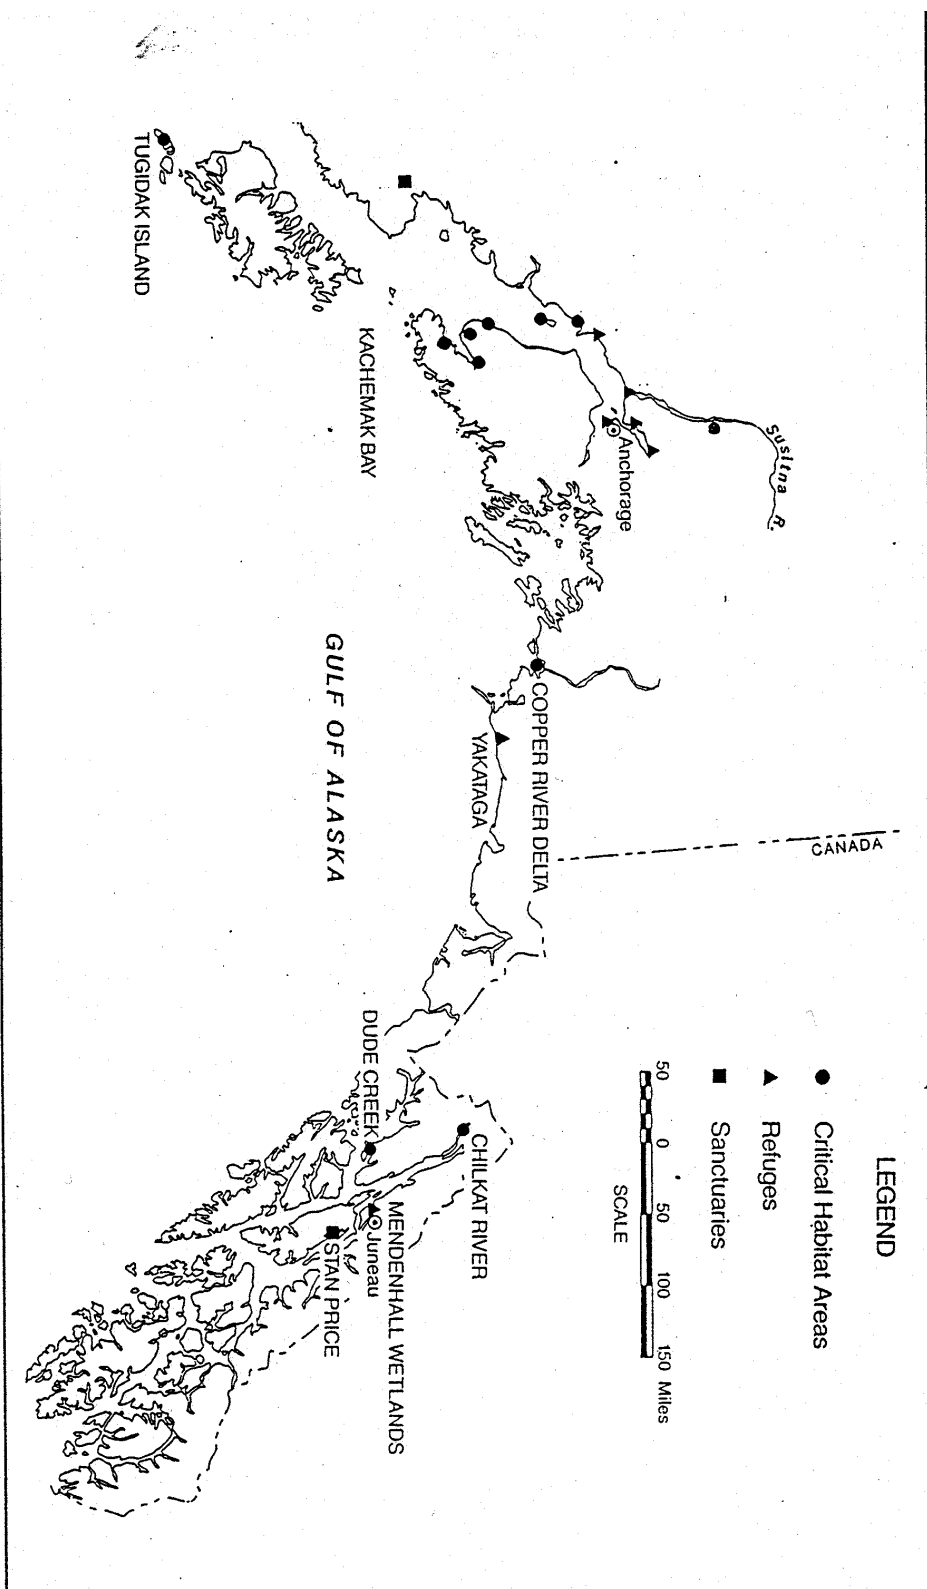 LEGEND
Critical Habitat Areas
Refuges
Sanctuaries
50 0 50 100 150 Miles
SCALE
CANADA
Susitna R.
Anchorage
COPPER RIVER DELTA
YAKATAGA
KACHEMAK BAY
TUGIDAK ISLAND
GULF OF ALASKA
CHILKAT RIVER
DUDE CREEK
MENDENHALL WETLANDS
Juneau
STAN PRICE